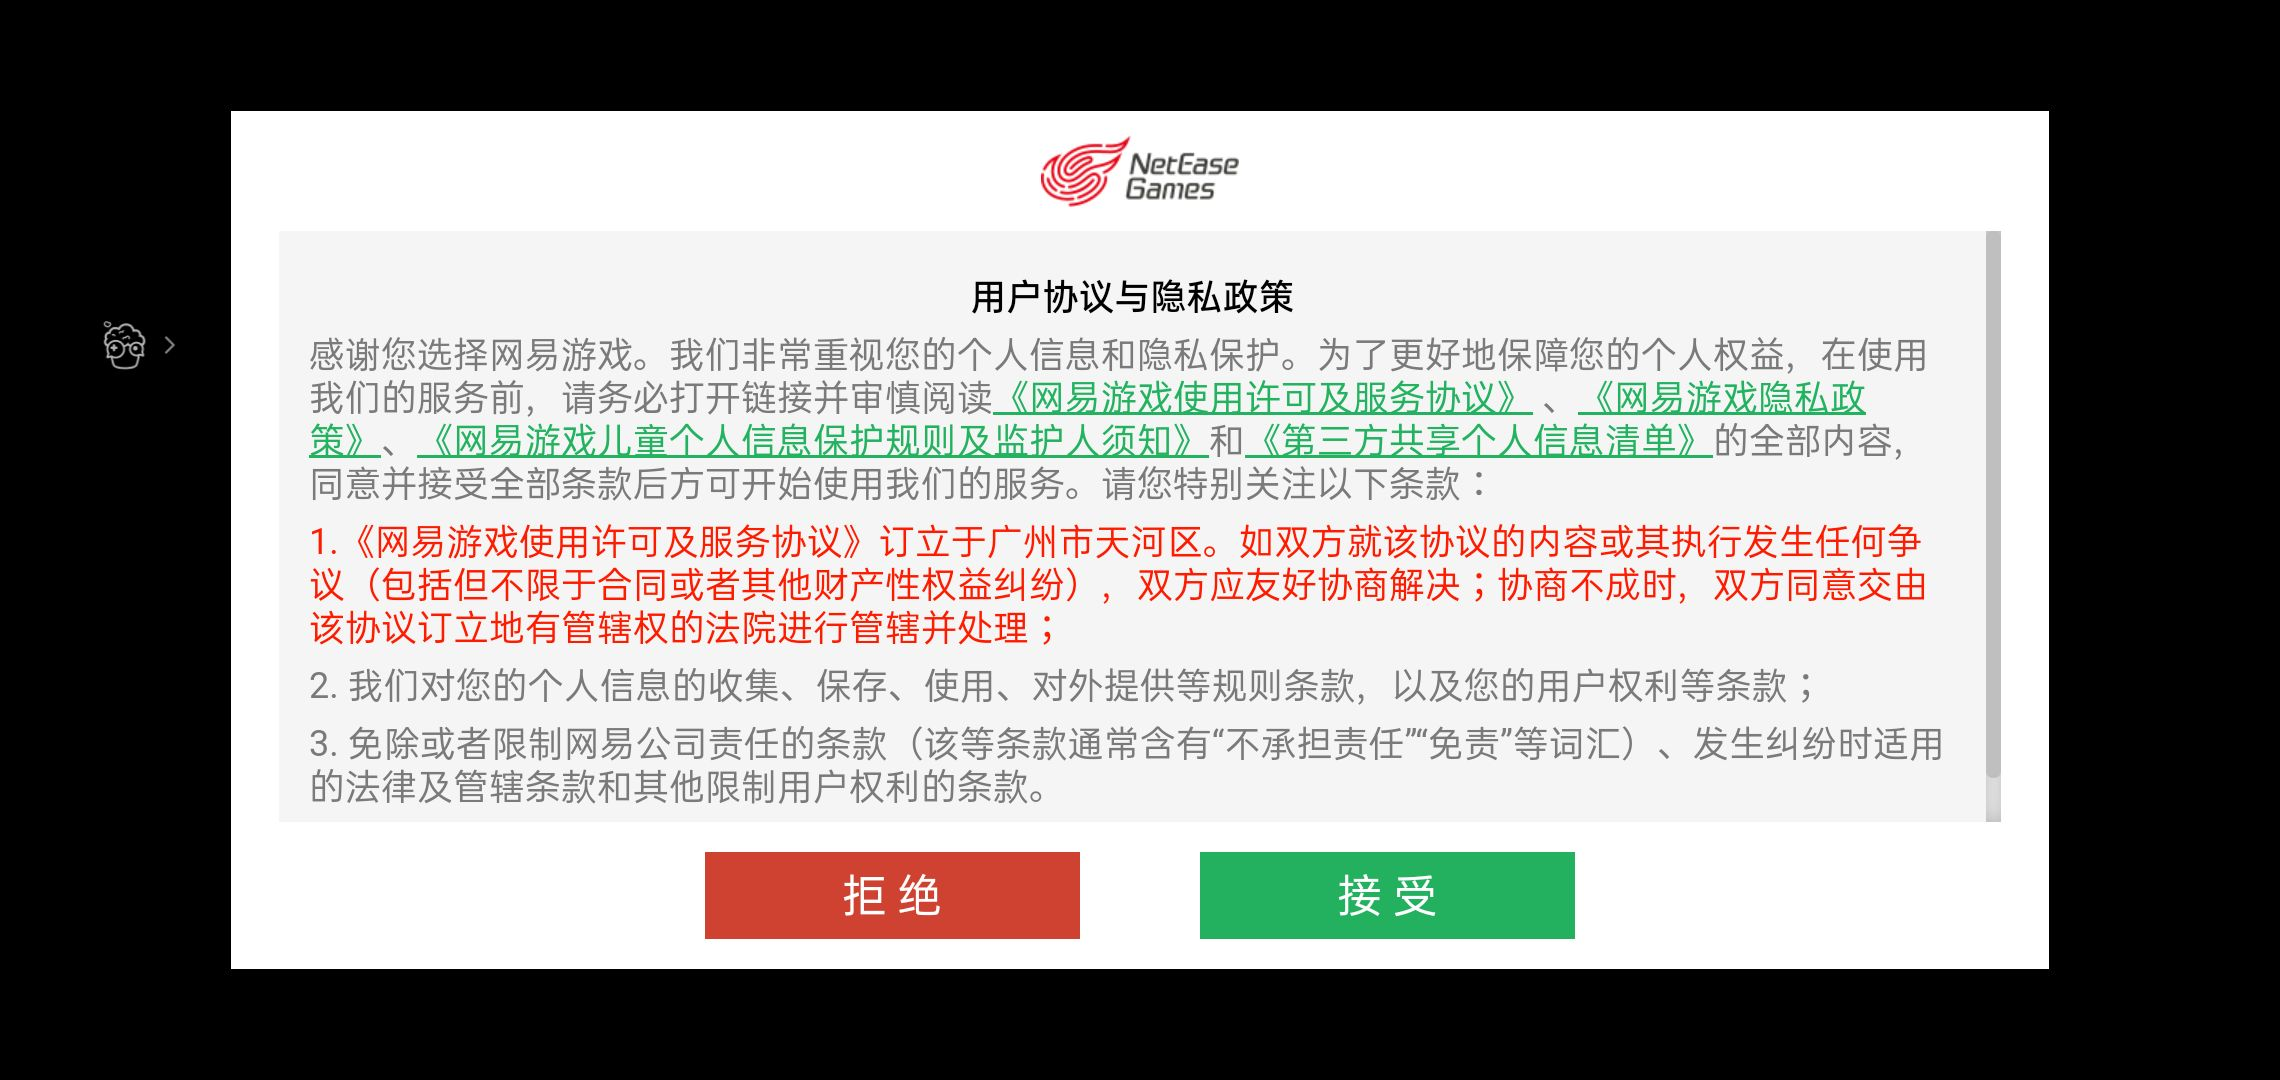 NetEase
Games
用户协议与隐私政策
感谢您选择网易游戏。我们非常重视您的个人信息和隐私保护。为了更好地保障您的个人权益，在使用
我们的服务前，请务必打开链接并审慎阅读《网易游戏使用许可及服务协议》 、《网易游戏隐私政
策》、《网易游戏儿童个人信息保护规则及监护人须知》和《第三方共享个人信息清单》的全部内容，
同意并接受全部条款后方可开始使用我们的服务。请您特别关注以下条款：
1.《网易游戏使用许可及服务协议》订立于广州市天河区。如双方就该协议的内容或其执行发生任何争
议（包括但不限于合同或者其他财产性权益纠纷），双方应友好协商解决；协商不成时，双方同意交由
该协议订立地有管辖权的法院进行管辖并处理；
2. 我们对您的个人信息的收集、保存、使用、对外提供等规则条款，以及您的用户权利等条款；
3. 免除或者限制网易公司责任的条款（该等条款通常含有“不承担责任”“免责”等词汇）、发生纠纷时适用
的法律及管辖条款和其他限制用户权利的条款。
拒 绝
接 受